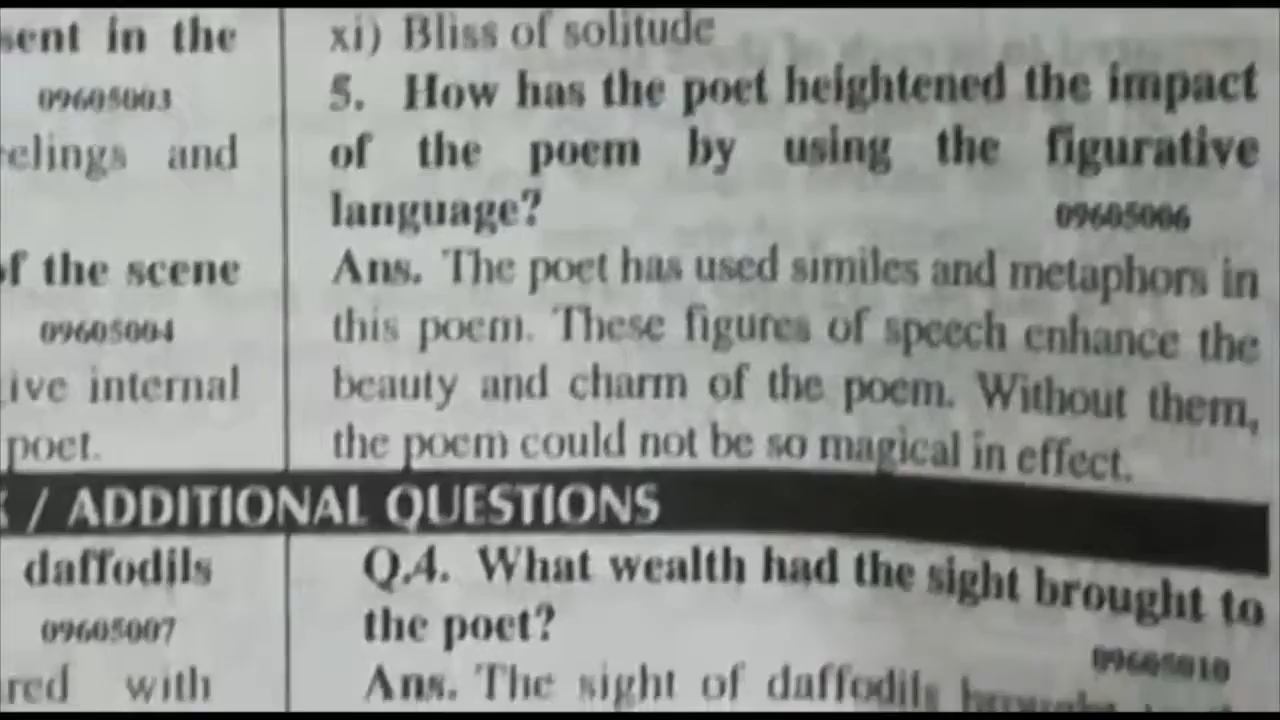 sent in the
09605003
elings and
of the scene
09605004
ive internal
poet.
xi) Bliss of solitude
5. How has the poet heightened the impact
of the poem by using the figurative
language?
09605006
Ans. The poet has used similes and metaphors in
this poem. These figures of speech enhance the
beauty and charm of the poem. Without them,
the poem could not be so magical in effect.
/ ADDITIONAL QUESTIONS
daffodils
09605007
red with
Q.4. What wealth had the sight brought to
the poet?
09605010
Ans. The sight of daffodils brought